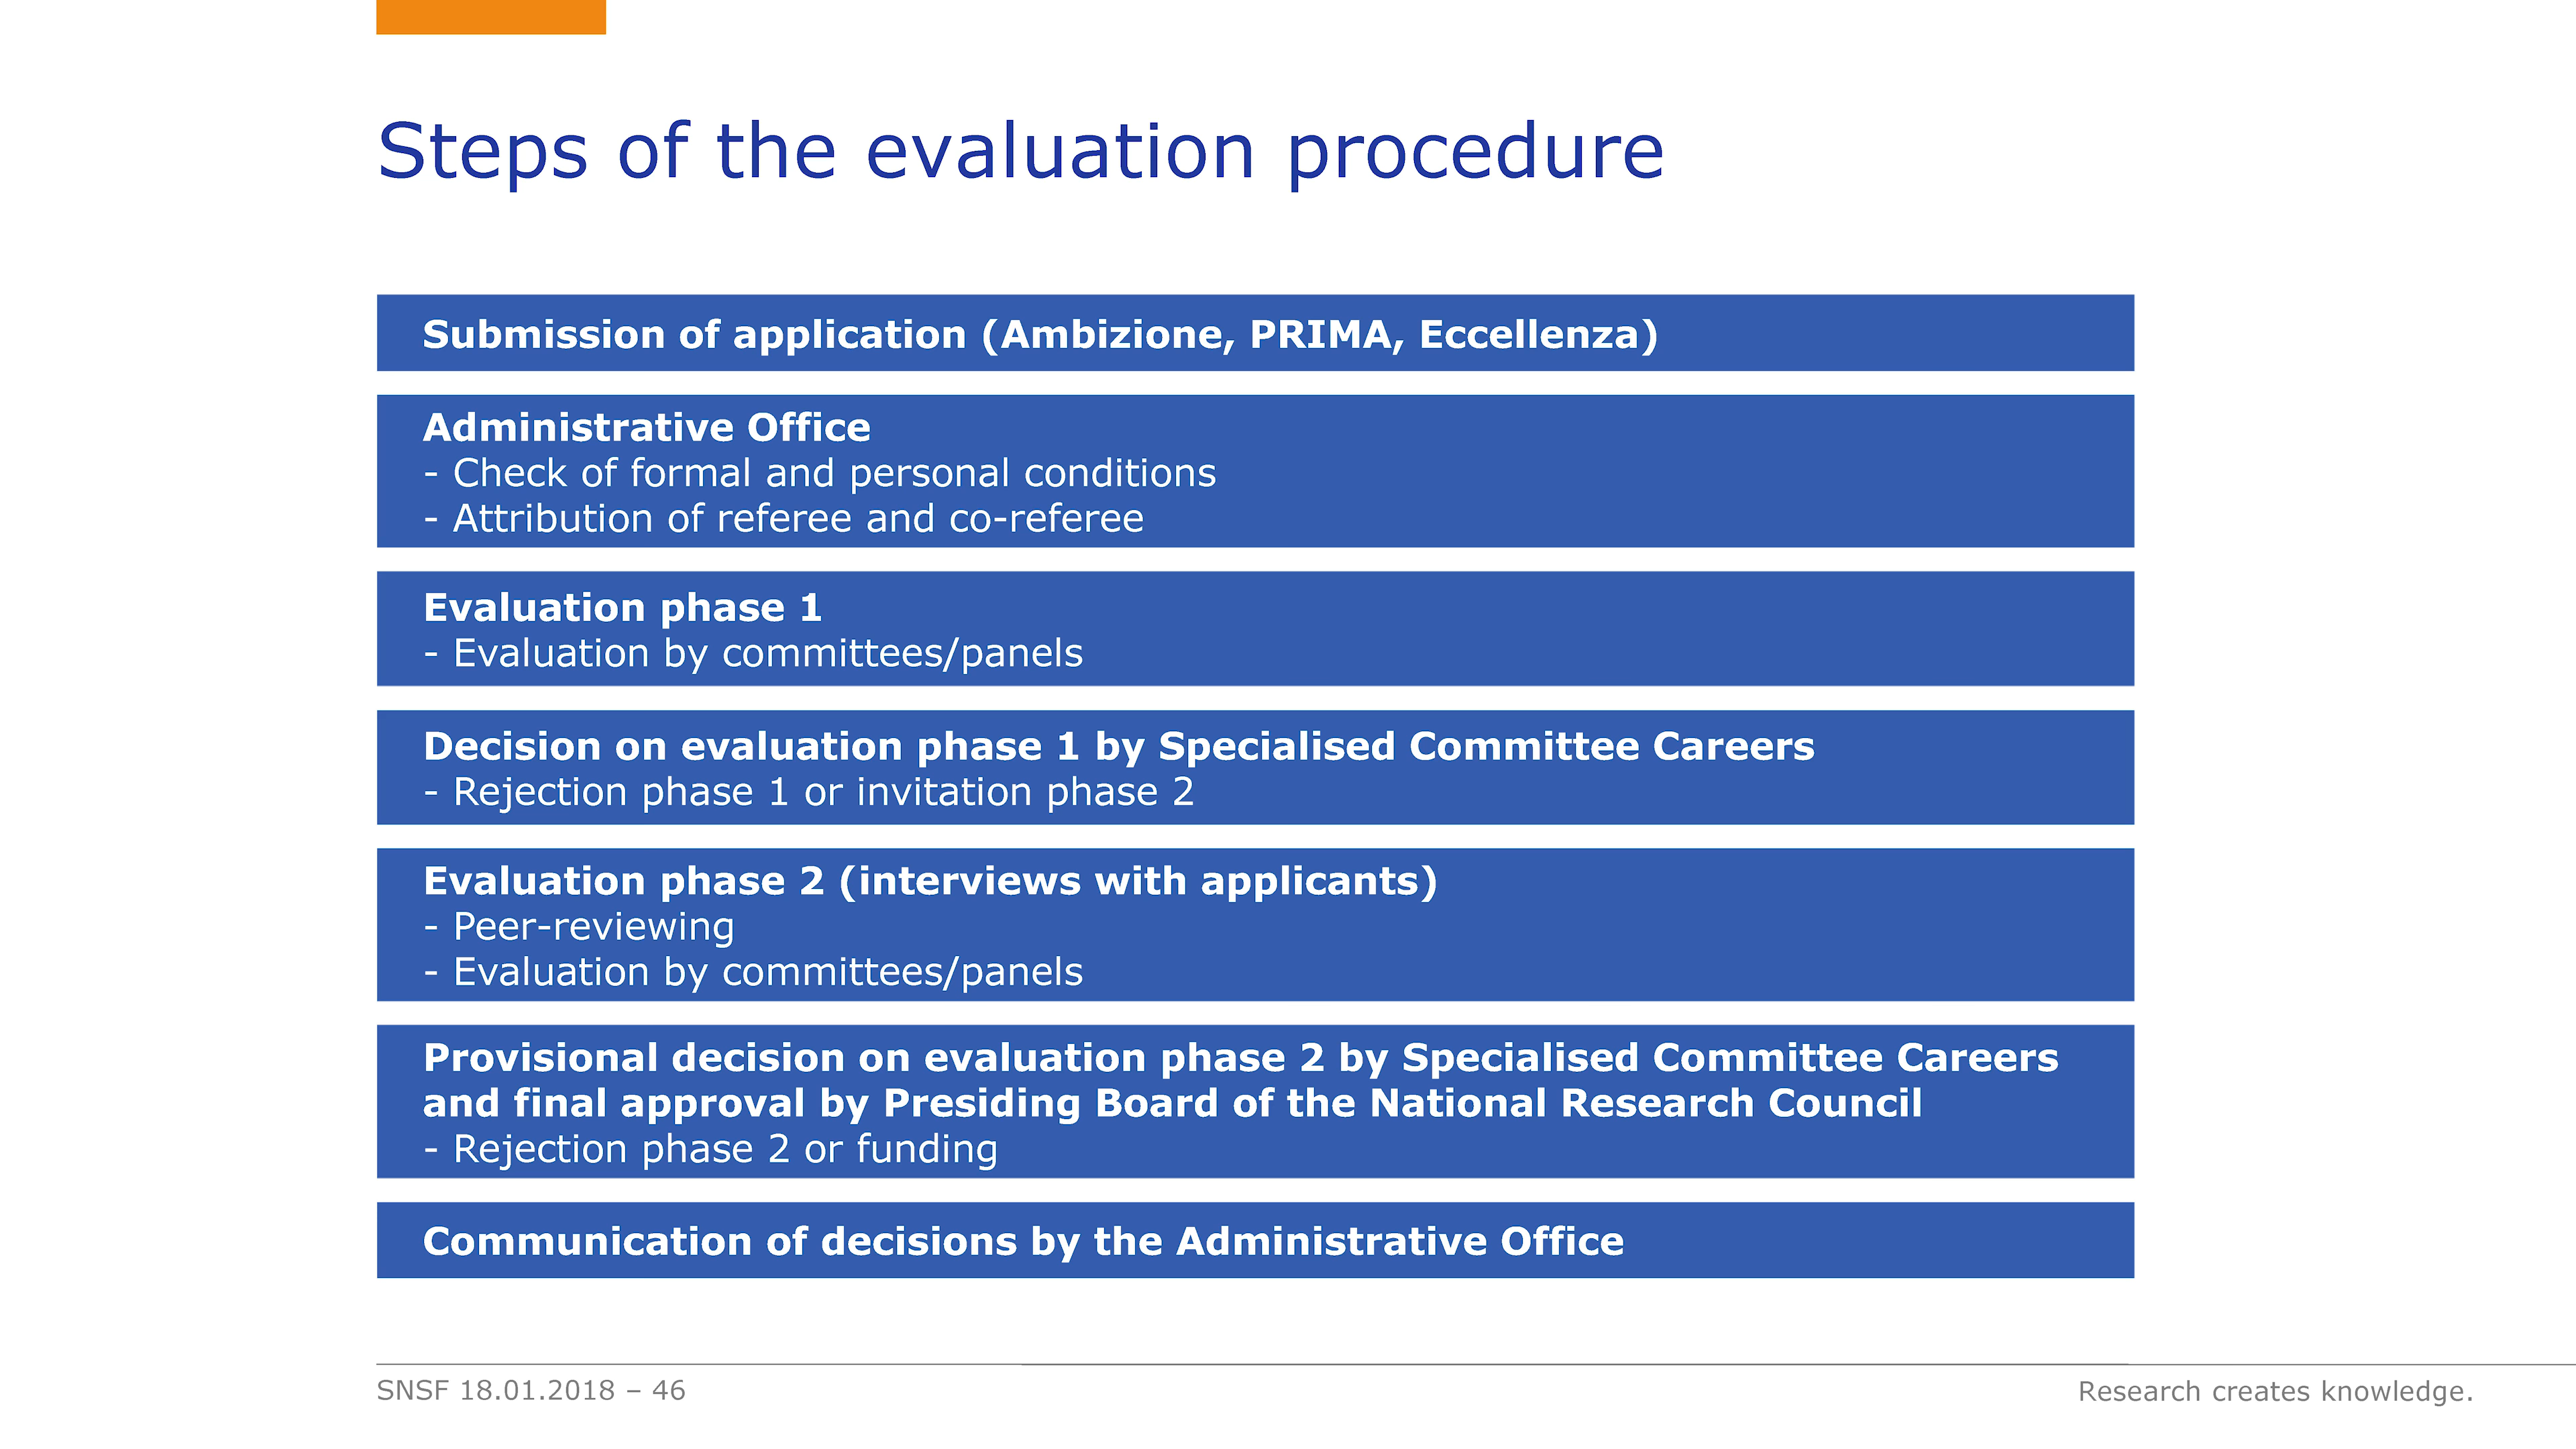 Steps of the evaluation procedure
Submission of application (Ambizione, PRIMA, Eccellenza)
Administrative Office
- Check of formal and personal conditions
- Attribution of referee and co-referee
Evaluation phase 1
- Evaluation by committees/panels
Decision on evaluation phase 1 by Specialised Committee Careers
- Rejection phase 1 or invitation phase 2
Evaluation phase 2 (interviews with applicants)
- Peer-reviewing
- Evaluation by committees/panels
Provisional decision on evaluation phase 2 by Specialised Committee Careers
and final approval by Presiding Board of the National Research Council
- Rejection phase 2 or funding
Communication of decisions by the Administrative Office
SNSF 18.01.2018 – 46
Research creates knowledge.